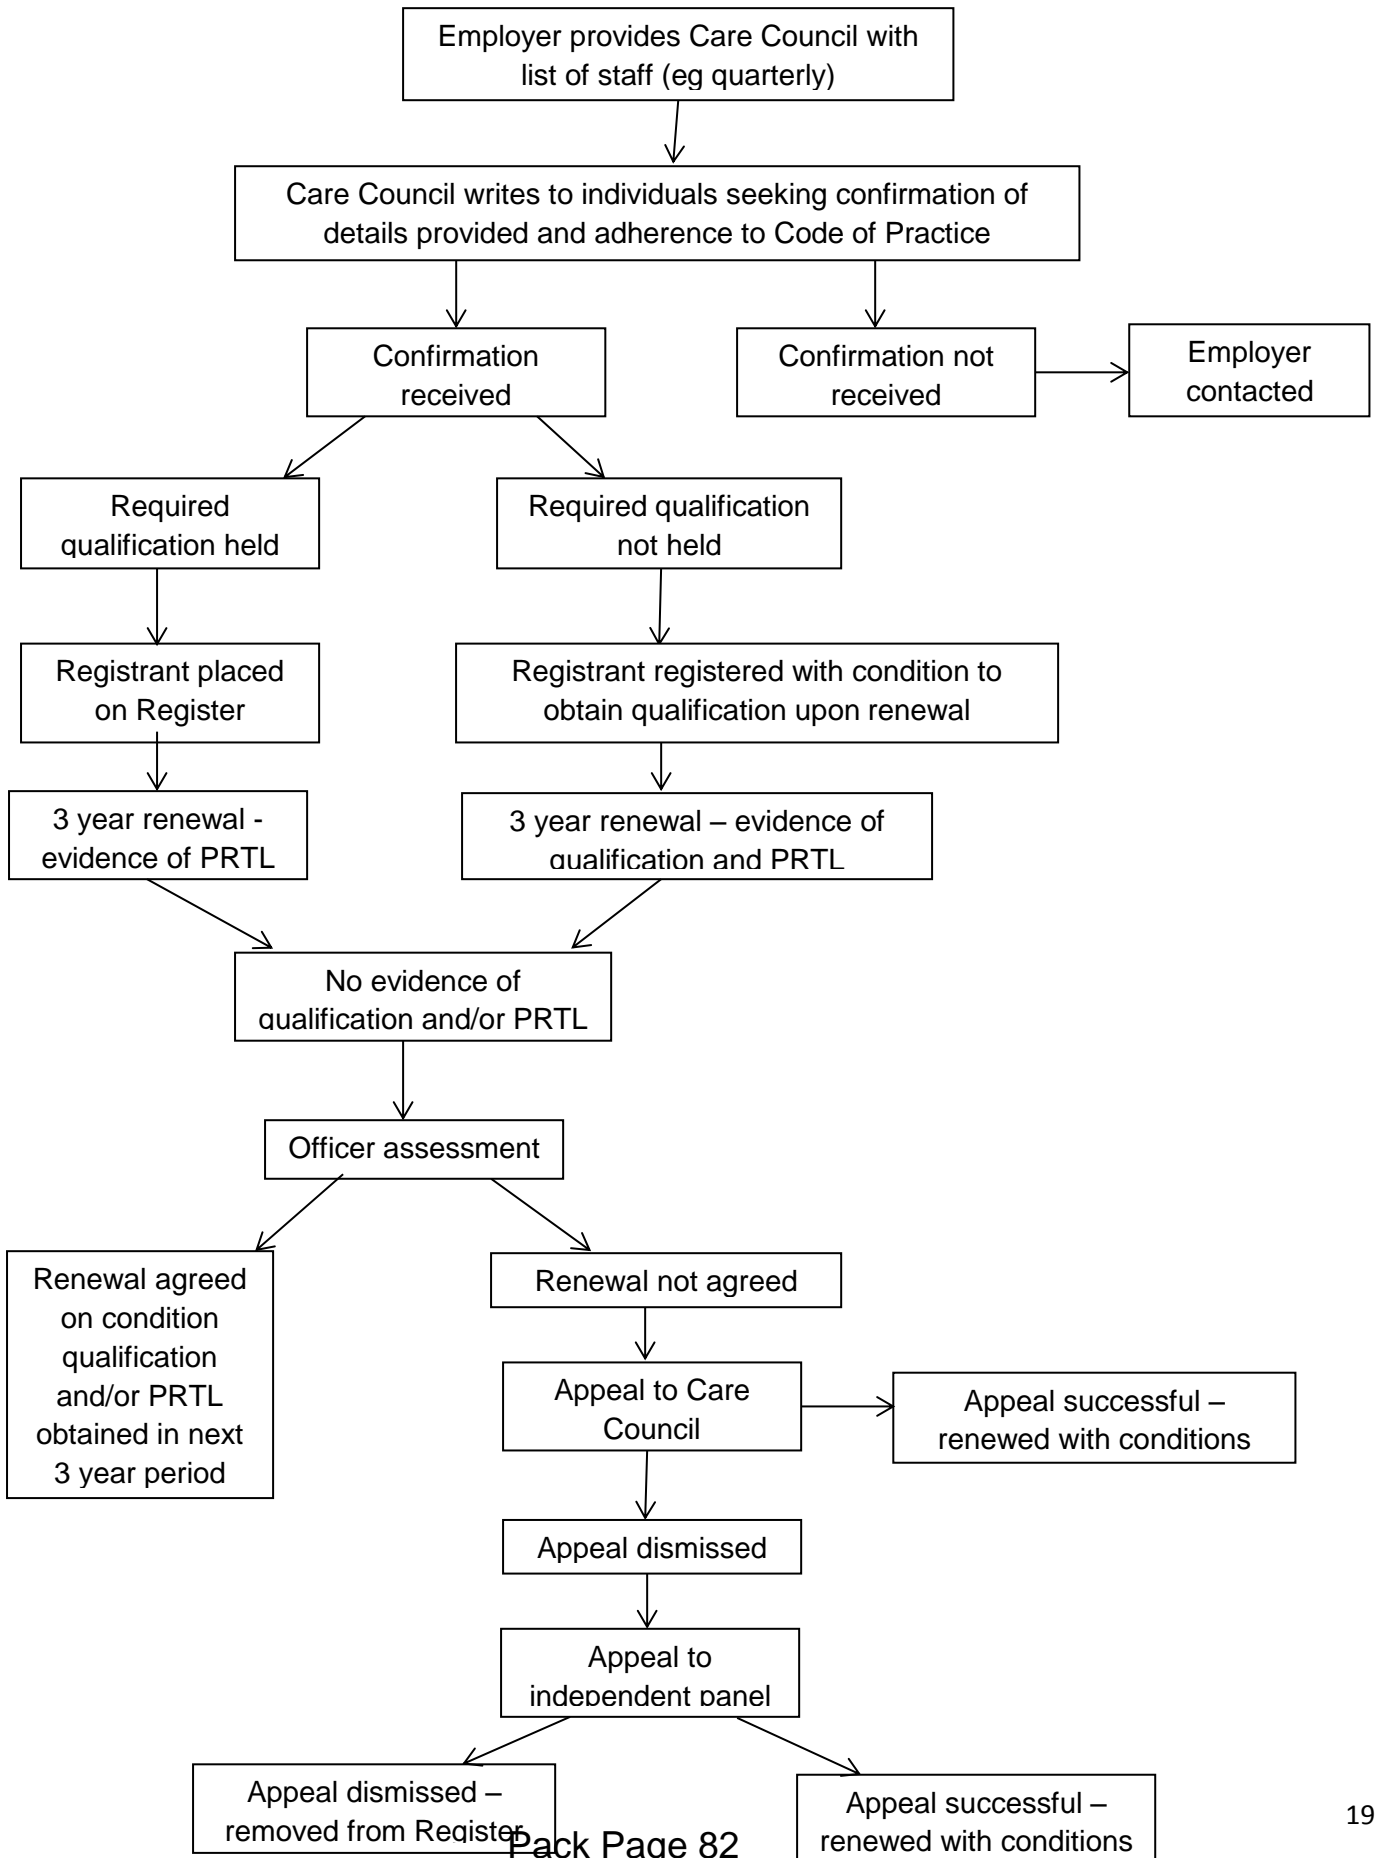 Employer provides Care Council with
list of staff (eg quarterly)
Care Council writes to individuals seeking confirmation of
details provided and adherence to Code of Practice
Confirmation
received
Confirmation not
received
Employer
contacted
Required
qualification held
Required qualification
not held
Registrant placed
on Register
Registrant registered with condition to
obtain qualification upon renewal
3 year renewal -
evidence of PRTL
3 year renewal – evidence of
qualification and PRTL
No evidence of
qualification and/or PRTL
Officer assessment
Renewal agreed
on condition
qualification
and/or PRTL
obtained in next
3 year period
Renewal not agreed
Appeal to Care
Council
Appeal successful –
renewed with conditions
Appeal dismissed
Appeal to
independent panel
Appeal dismissed –
removed from Register
Appeal successful –
renewed with conditions
19
Pack Page 82